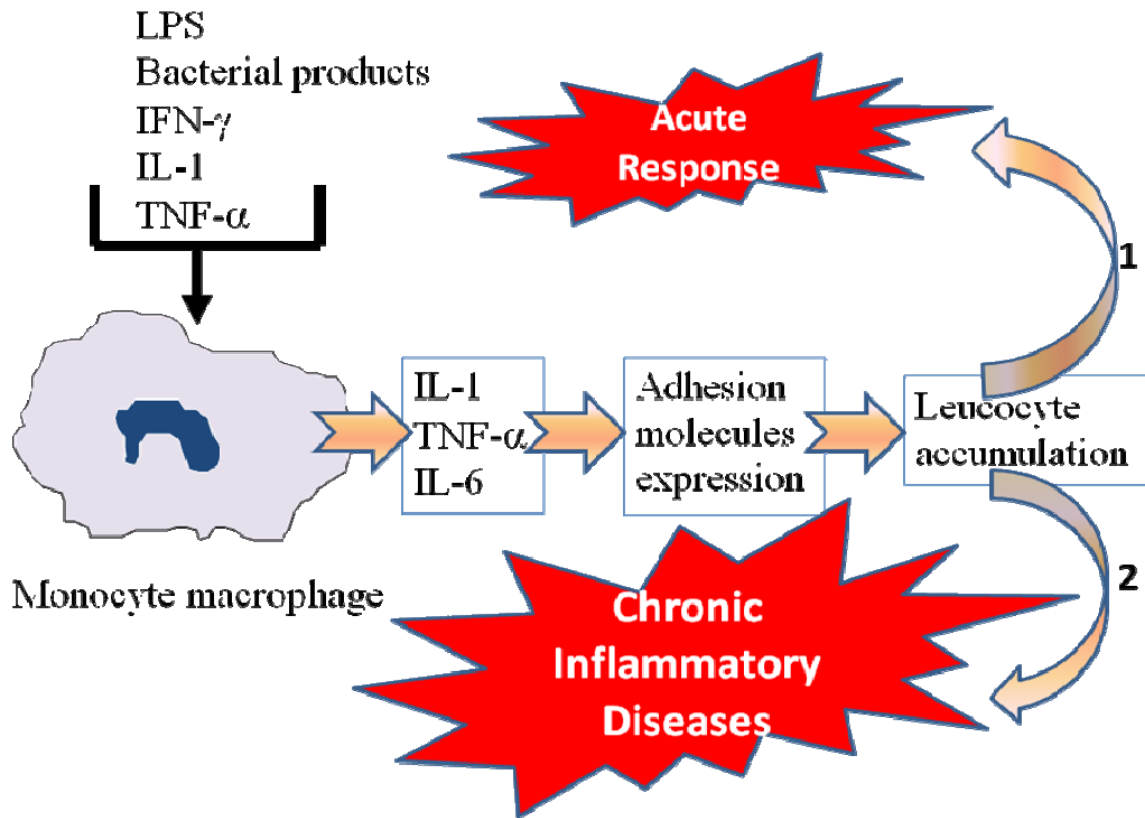 LPS
Bacterial products
IFN-γ
IL-1
TNF-α
Monocyte macrophage
IL-1
TNF-α
IL-6
Adhesion
molecules
expression
Leucocyte
accumulation
1
Acute
Response
2
Chronic
Inflammatory
Diseases